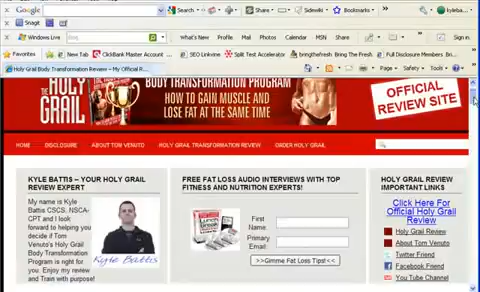 Google
Search
Share
Sidewiki
Bookmarks
Snagit
Windows Live
Bing
What's New
Profile
Mail
Photos
Calendar
MSN
Share
Sign in
Favorites
New Tab
ClickBank Master Account ...
SEO Linkvine
Split Test Accelerator
bringthefresh Bring The Fresh
Full Disclosure Members
Holy Grail Body Transformation Review – My Official R...
Page
Safety
Tools
THE HOLY GRAIL
BODY TRANSFORMATION PROGRAM
HOW TO GAIN MUSCLE AND
LOSE FAT AT THE SAME TIME
OFFICIAL
REVIEW SITE
HOME
DISCLOSURE
ABOUT TOM VENUTO
HOLY GRAIL TRANSFORMATION REVIEW
ORDER HOLY GRAIL
KYLE BATTIS – YOUR HOLY GRAIL
REVIEW EXPERT
My name is Kyle
Battis CSCS, NSCA-
CPT and I look
forward to helping
you decide if Tom
Venuto's Holy Grail
Body Transformation
Program is right for
you. Enjoy my review
and Train with purpose!
Kyle Battis
FREE FAT LOSS AUDIO INTERVIEWS WITH TOP
FITNESS AND NUTRITION EXPERTS!
First
Name:
Primary
Email:
>>Gimme Fat Loss Tips!<<
HOLY GRAIL REVIEW
IMPORTANT LINKS
Click Here For
Official Holy Grail
Review
Holy Grail Review
About Tom Venuto
Twitter Friend
Facebook Friend
You Tube Channel